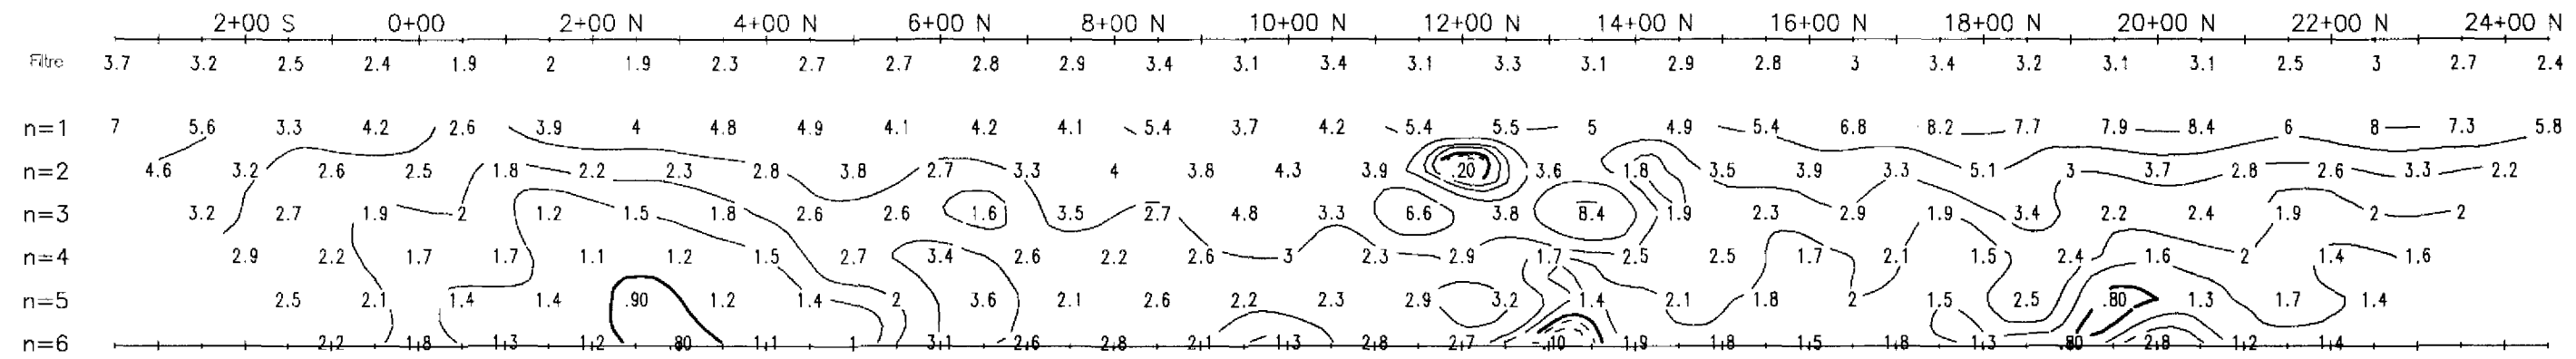 2+00 S 0+00 2+00 N 4+00 N 6+00 N 8+00 N 10+00 N 12+00 N 14+00 N 16+00 N 18+00 N 20+00 N 22+00 N 24+00 N
Filtre 3.7 3.2 2.5 2.4 1.9 2 1.9 2.3 2.7 2.7 2.8 2.9 3.4 3.1 3.4 3.1 3.3 3.1 2.9 2.8 3 3.4 3.2 3.1 3.1 2.5 3 2.7 2.4
n=1 7 5.6 3.3 4.2 2.6 3.9 4 4.8 4.9 4.1 4.2 4.1 5.4 3.7 4.2 5.4 5.5 5 4.9 5.4 6.8 8.2 7.7 7.9 8.4 6 8 7.3 5.8
n=2 4.6 3.2 2.6 2.5 1.8 2.2 2.3 2.8 3.8 2.7 3.3 4 3.8 4.3 3.9 .20 3.6 1.8 3.5 3.9 3.3 5.1 3 3.7 2.8 2.6 3.3 2.2
n=3 3.2 2.7 1.9 2 1.2 1.5 1.8 2.6 2.6 1.6 3.5 2.7 4.8 3.3 6.6 3.8 8.4 1.9 2.3 2.9 1.9 3.4 2.2 2.4 1.9 2 2
n=4 2.9 2.2 1.7 1.7 1.1 1.2 1.5 2.7 3.4 2.6 2.2 2.6 3 2.3 2.9 1.7 2.5 2.5 1.7 2.1 1.5 2.4 1.6 2 1.4 1.6
n=5 2.5 2.1 1.4 1.4 .90 1.2 1.4 2 3.6 2.1 2.6 2.2 2.3 2.9 3.2 1.4 2.1 1.8 2 1.5 2.5 .80 1.3 1.7 1.4
n=6 2.2 1.8 1.3 1.2 .80 1.1 1 3.1 2.6 2.8 2.1 1.3 2.8 2.7 -.10 1.9 1.8 1.5 1.8 1.3 .80 2.8 1.2 1.4